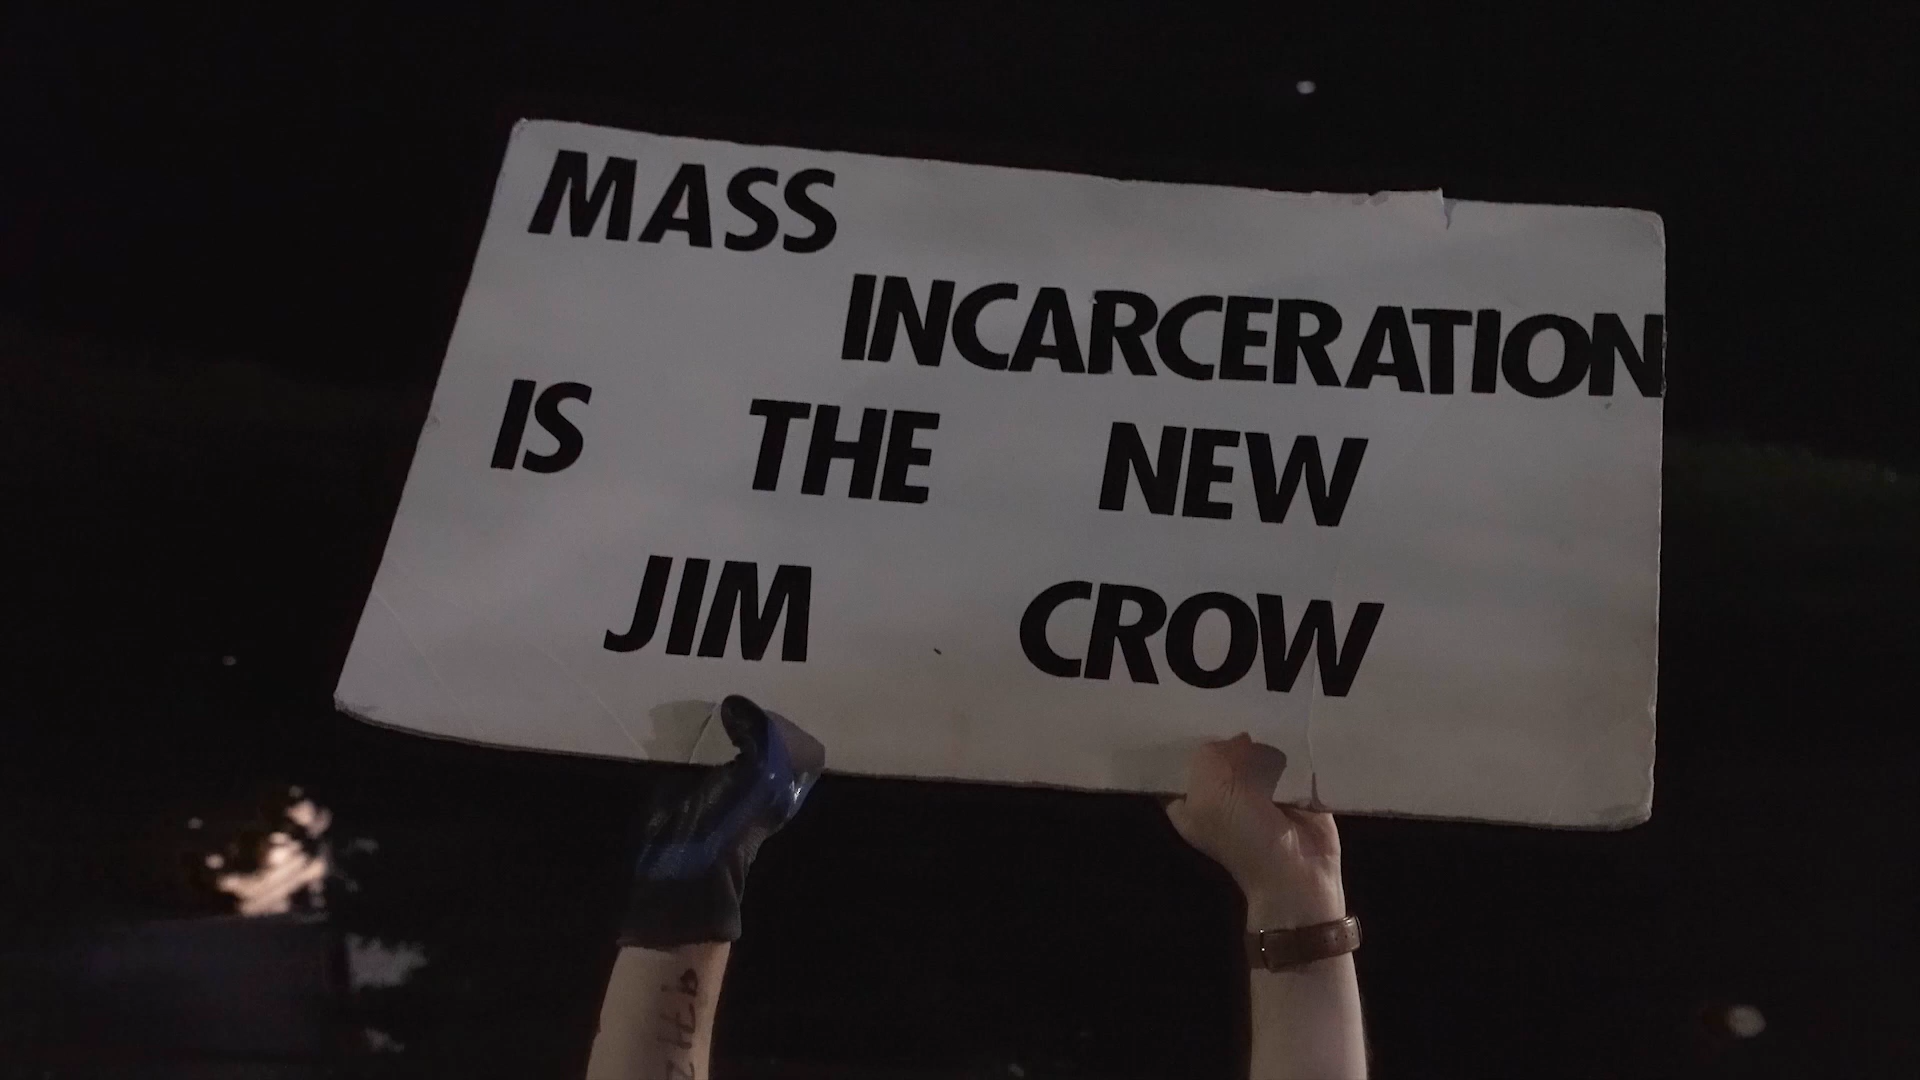 MASS
INCARCERATION
IS THE NEW
JIM CROW